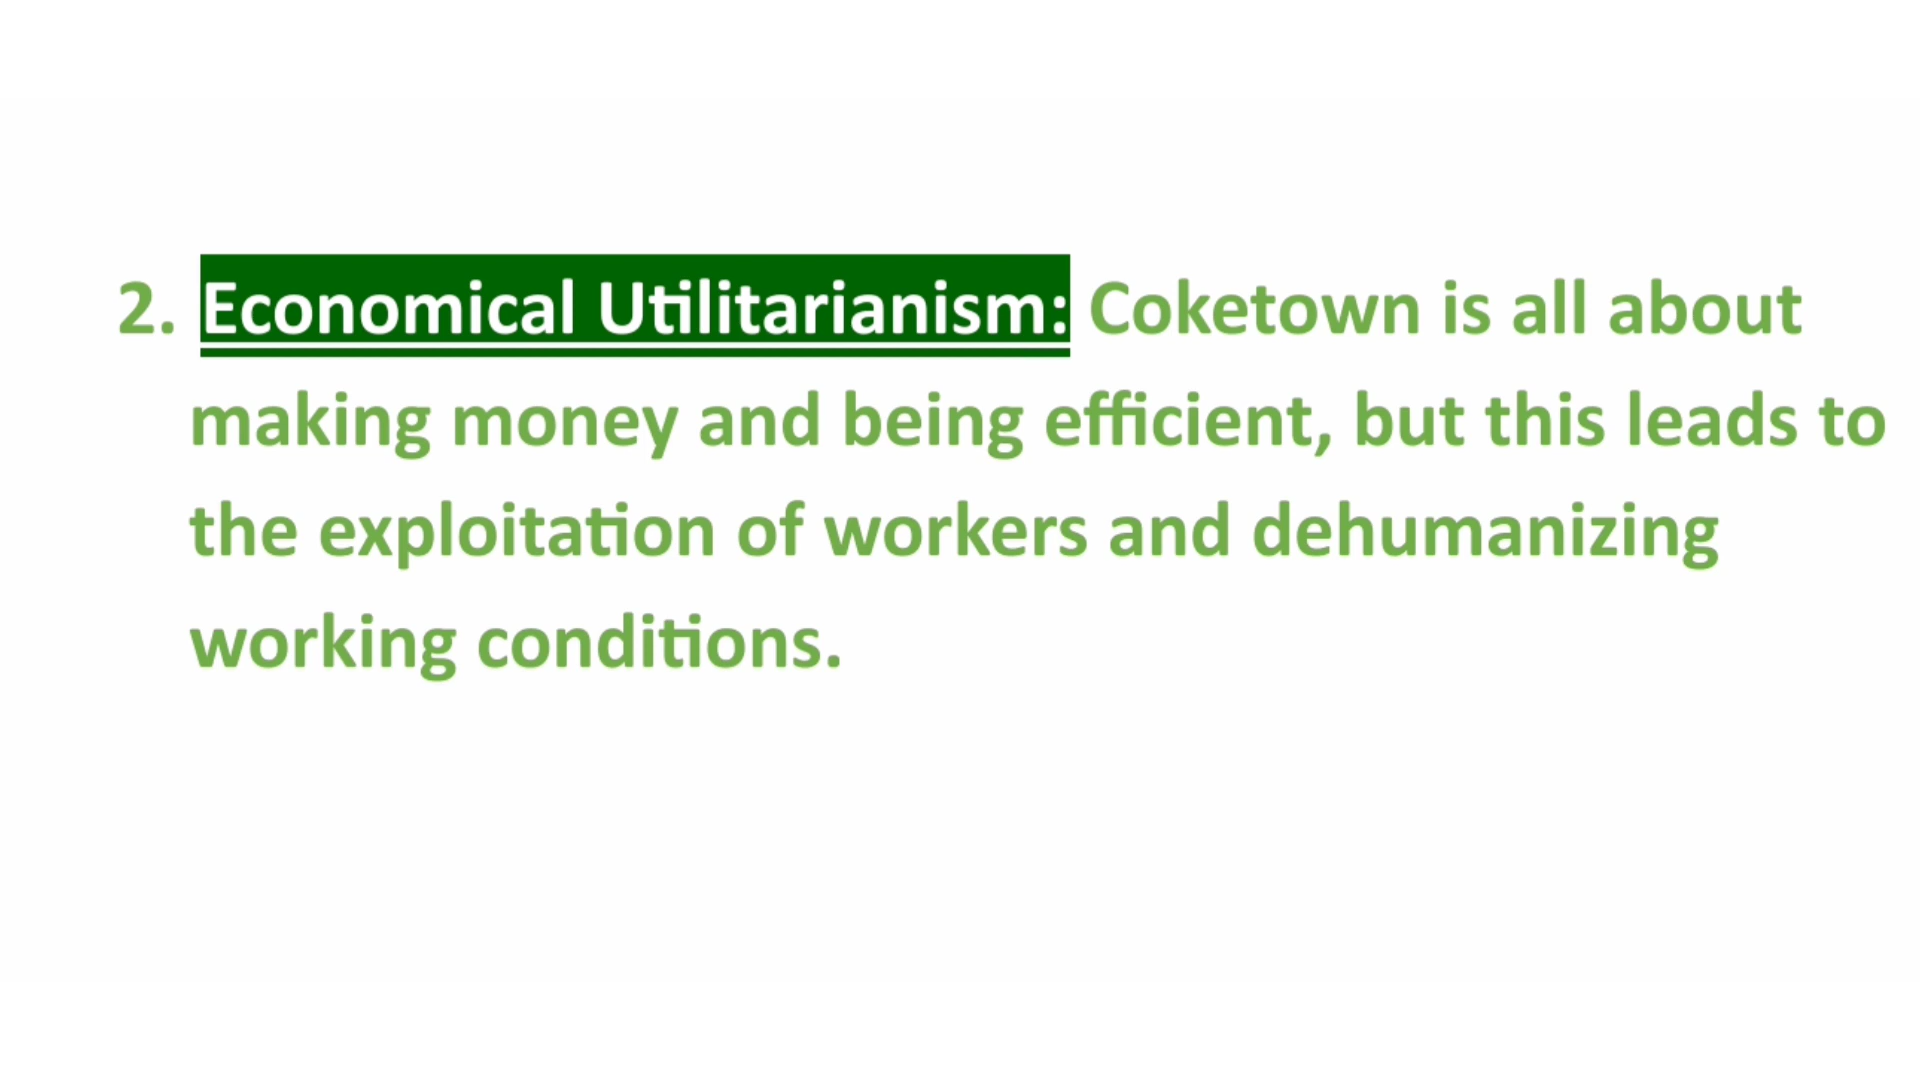 2. Economical Utilitarianism: Coketown is all about
making money and being efficient, but this leads to
the exploitation of workers and dehumanizing
working conditions.